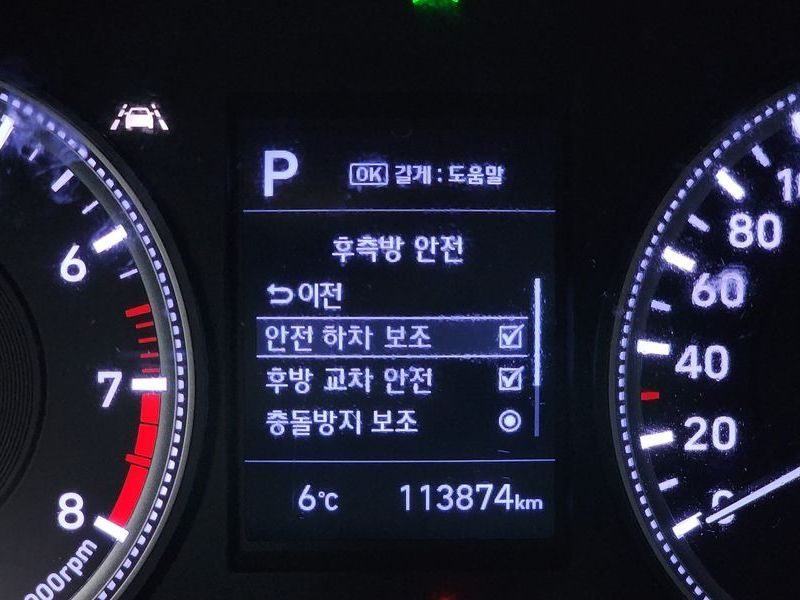 P
OK 길게 : 도움말
후측방 안전
이전
안전 하차 보조
후방 교차 안전
충돌방지 보조
6℃ 113874km
6
7
8
000rpm
80
60
40
20
0